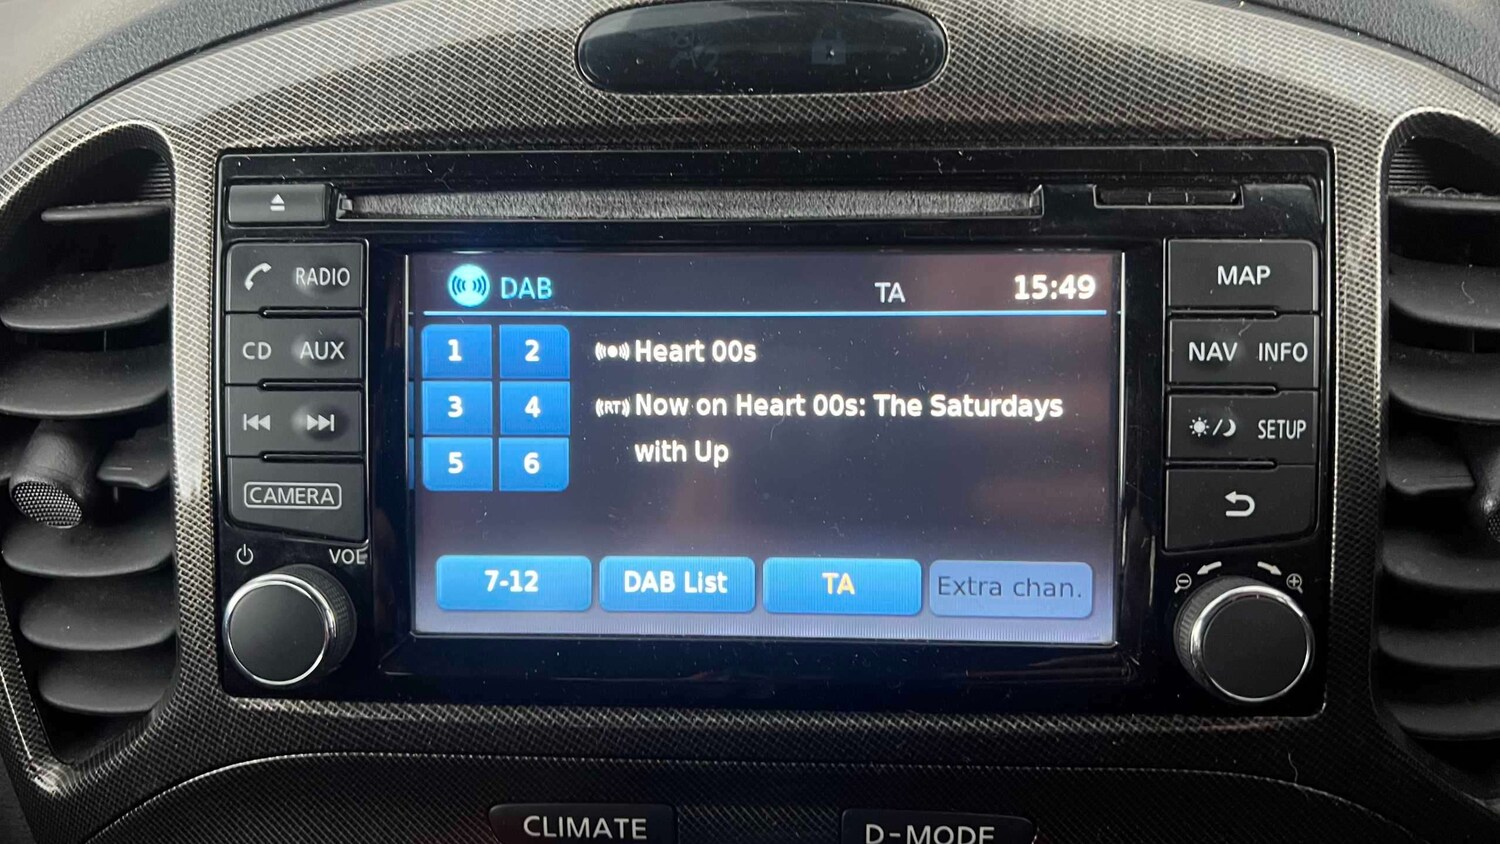 RADIO
CD AUX
CAMERA
VOL
DAB TA 15:49
1 2
3 4
5 6
Heart 00s
(RT) Now on Heart 00s: The Saturdays
with Up
7-12 DAB List TA Extra chan.
MAP
NAV INFO
SETUP
CLIMATE D-MODE